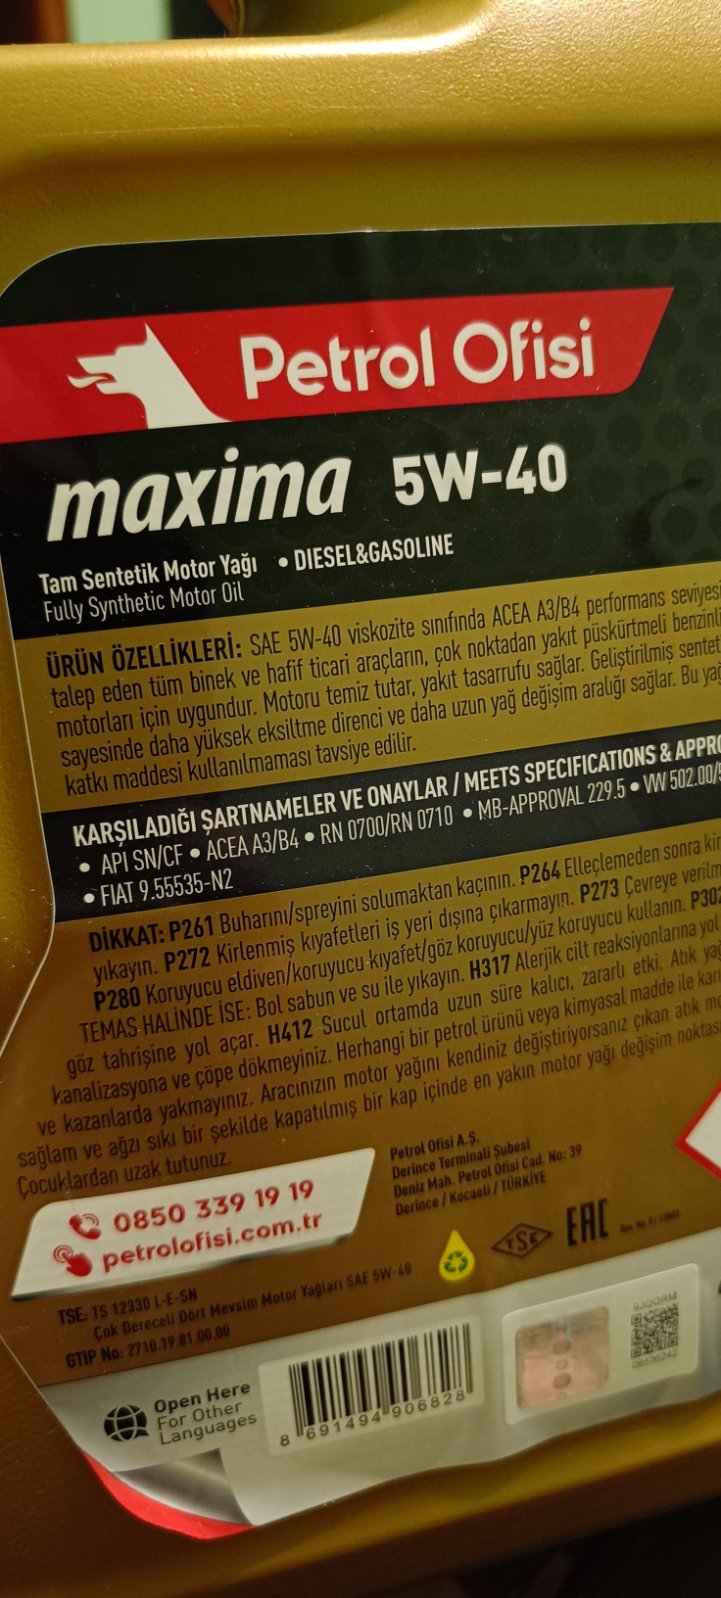 Petrol Ofisi
maxima 5W-40
Tam Sentetik Motor Yağı • DIESEL&GASOLINE
Fully Synthetic Motor Oil
ÜRÜN ÖZELLİKLERİ: SAE 5W-40 viskozite sınıfında ACEA A3/B4 performans seviyesi
talep eden tüm binek ve hafif ticari araçların, çok noktadan yakıt püskürtmeli benzinli
motorları için uygundur. Motoru temiz tutar, yakıt tasarrufu sağlar. Geliştirilmiş sentet
sayesinde daha yüksek eksiltme direnci ve daha uzun yağ değişim aralığı sağlar. Bu yağ
katkı maddesi kullanılmaması tavsiye edilir.
KARŞILADIĞI ŞARTNAMELER VE ONAYLAR / MEETS SPECIFICATIONS & APPRO
• API SN/CF • ACEA A3/B4 • RN 0700/RN 0710 • MB-APPROVAL 229.5 • VW 502.00/5
• FIAT 9.55535-N2
DİKKAT: P261 Buharını/spreyini solumaktan kaçının. P264 Elleçlemeden sonra kir
yıkayın. P272 Kirlenmiş kıyafetleri iş yeri dışına çıkarmayın. P273 Çevreye verilm
P280 Koruyucu eldiven/koruyucu kıyafet/göz koruyucu/yüz koruyucu kullanın. P302
TEMAS HALİNDE İSE: Bol sabun ve su ile yıkayın. H317 Alerjik cilt reaksiyonlarına yol
göz tahrişine yol açar. H412 Sucul ortamda uzun süre kalıcı, zararlı etki. Atık yağ
kanalizasyona ve çöpe dökmeyiniz. Herhangi bir petrol ürünü veya kimyasal madde ile kar
ve kazanlarda yakmayınız. Aracınızın motor yağını kendiniz değiştiriyorsanız çıkan atık mo
sağlam ve ağzı sıkı bir şekilde kapatılmış bir kap içinde en yakın motor yağı değişim noktas
Çocuklardan uzak tutunuz.
0850 339 19 19
petrolofisi.com.tr
Petrol Ofisi A.Ş.
Derince Terminali Şubesi
Deniz Mah. Petrol Ofisi Cad. No: 39
Derince / Kocaeli / TÜRKİYE
TSE
EAC
TSE: TS 12330 L-E-SN
Çok Dereceli Dört Mevsim Motor Yağları SAE 5W-40
GTIP No: 2710.19.81.00.00
Open Here
For Other
Languages
8 691494 906828
9JQQRM